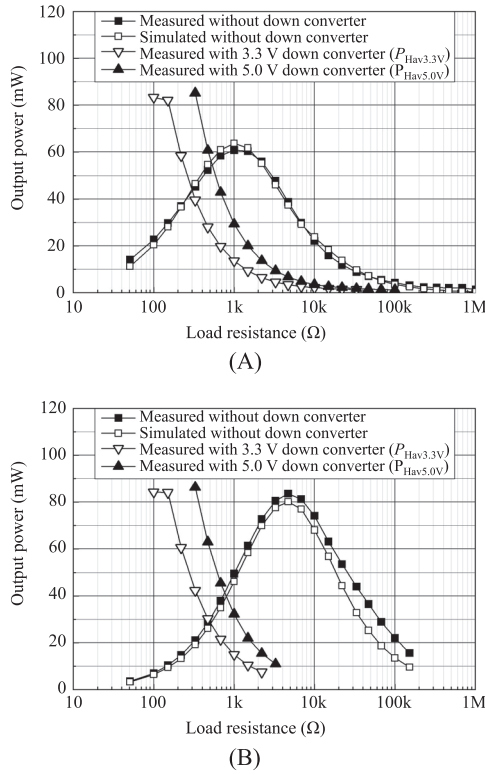 120
100
80
60
40
20
0
Output power (mW)
Measured without down converter
Simulated without down converter
Measured with 3.3 V down converter (PHav3.3V)
Measured with 5.0 V down converter (PHav5.0V)
10 100 1k 10k 100k 1M
Load resistance (Ω)
(A)
120
100
80
60
40
20
0
Output power (mW)
Measured without down converter
Simulated without down converter
Measured with 3.3 V down converter (PHav3.3V)
Measured with 5.0 V down converter (PHav5.0V)
10 100 1k 10k 100k 1M
Load resistance (Ω)
(B)